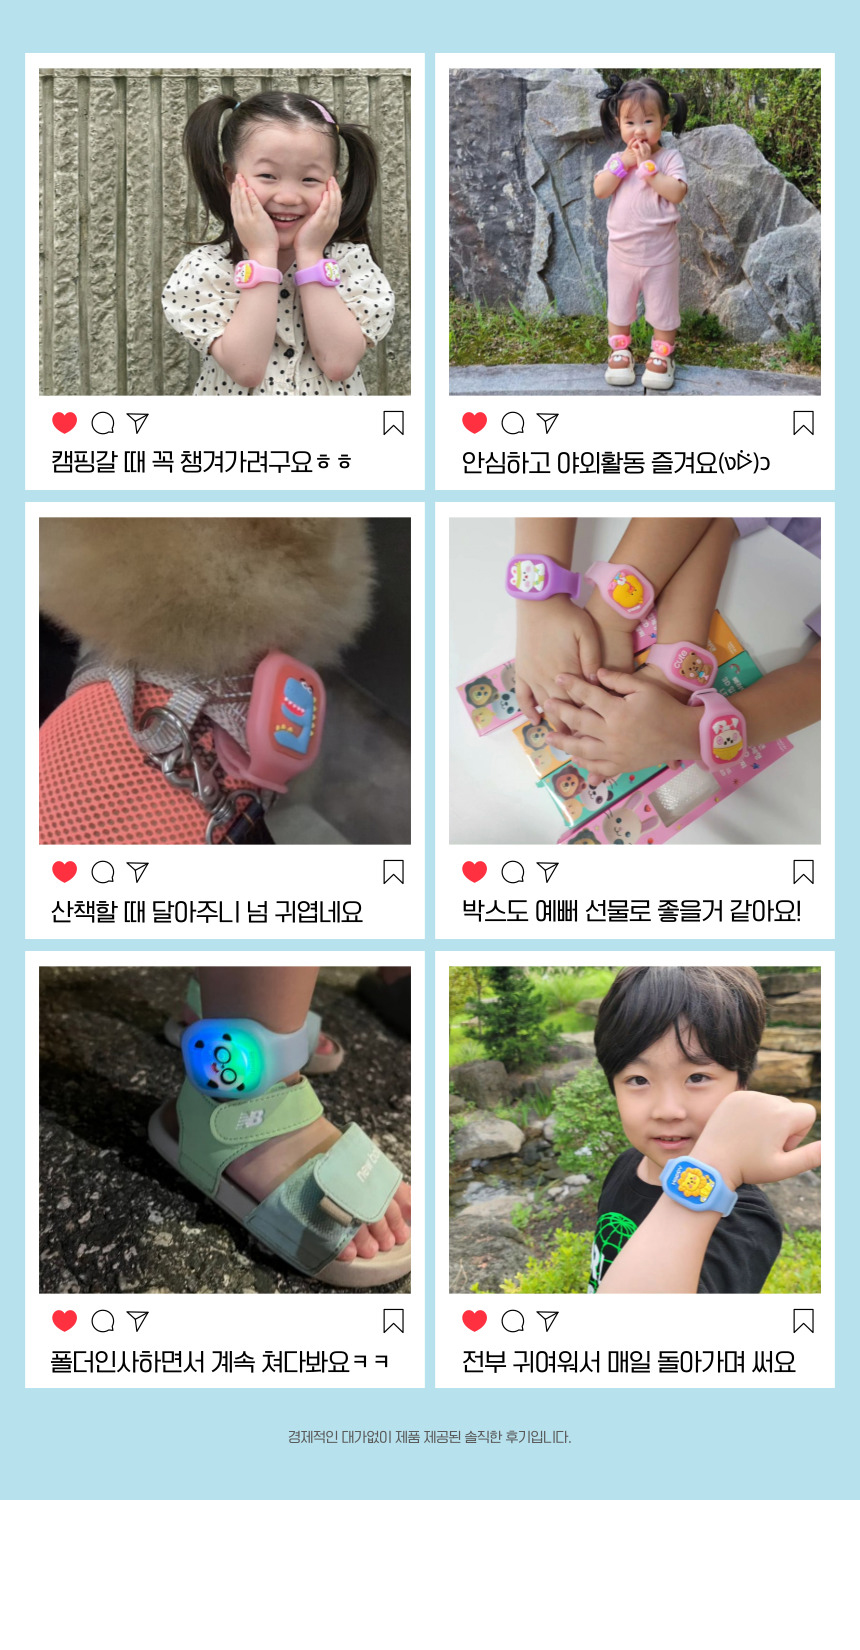 캠핑갈 때 꼭 챙겨가려구요ㅎㅎ
안심하고 야외활동 즐겨요(ง ᐖ)ว
cute
산책할 때 달아주니 넘 귀엽네요
박스도 예뻐 선물로 좋을거 같아요!
NB
new
HAPPY
폴더인사하면서 계속 쳐다봐요ㅋㅋ
전부 귀여워서 매일 돌아가며 써요
경제적인 대가없이 제품 제공된 솔직한 후기입니다.